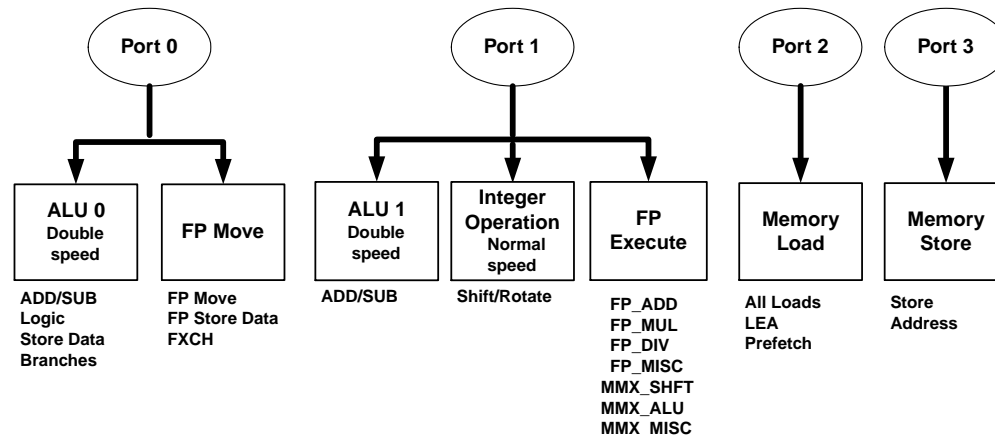 Port 0
Port 1
Port 2
Port 3
ALU 0
Double
speed
FP Move
ALU 1
Double
speed
Integer
Operation
Normal
speed
FP
Execute
Memory
Load
Memory
Store
ADD/SUB
Logic
Store Data
Branches
FP Move
FP Store Data
FXCH
ADD/SUB
Shift/Rotate
FP_ADD
FP_MUL
FP_DIV
FP_MISC
MMX_SHFT
MMX_ALU
MMX_MISC
All Loads
LEA
Prefetch
Store
Address